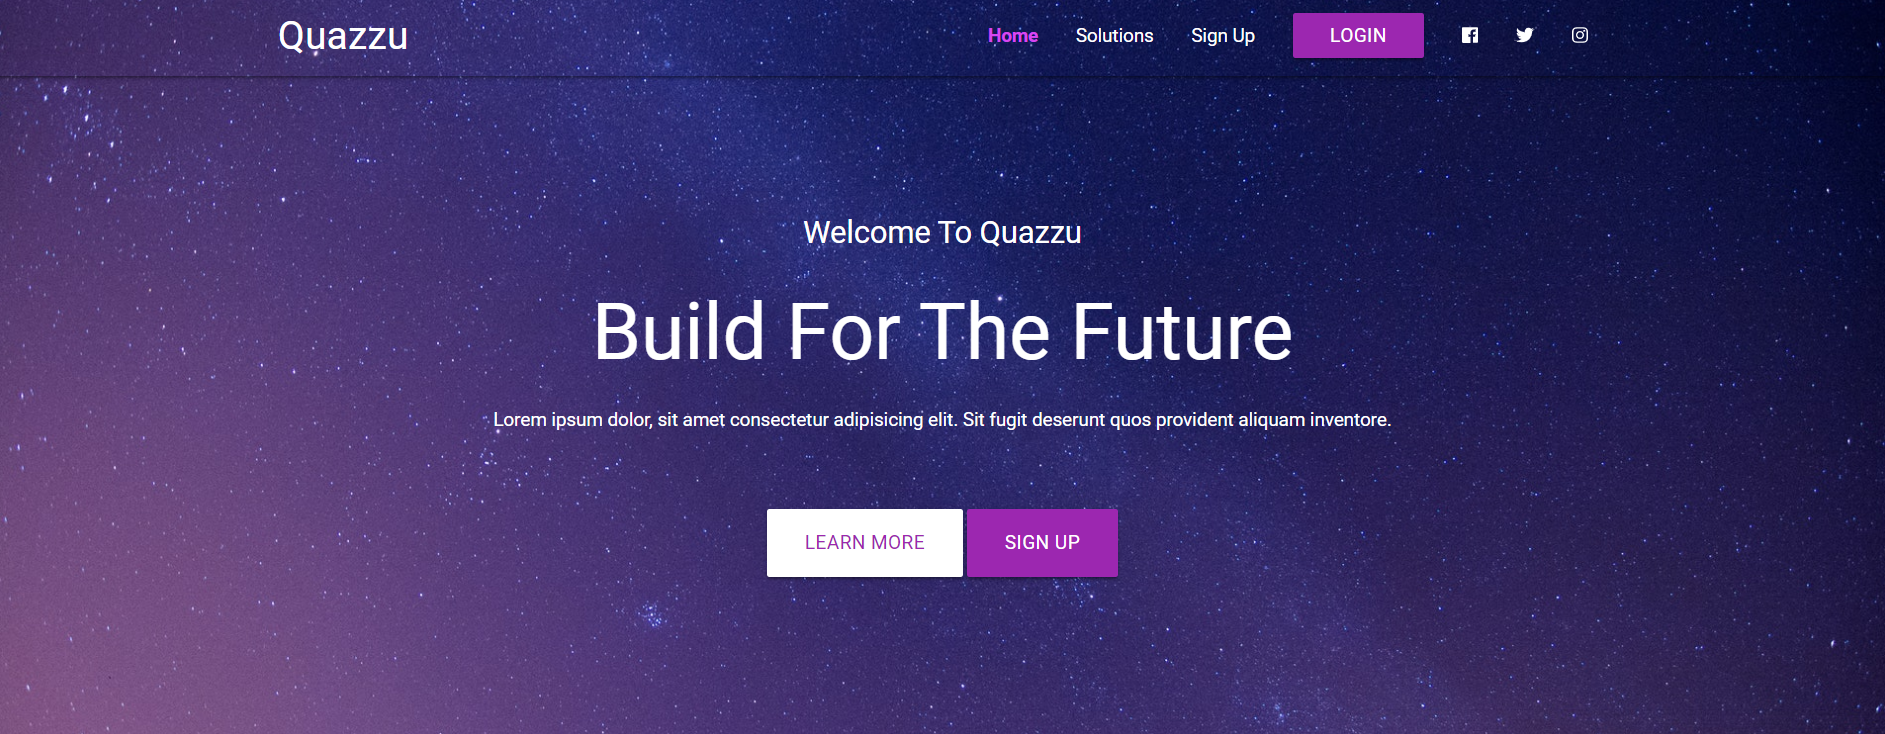 Quazzu
Home Solutions Sign Up LOGIN
Welcome To Quazzu
Build For The Future
Lorem ipsum dolor, sit amet consectetur adipisicing elit. Sit fugit deserunt quos provident aliquam inventore.
LEARN MORE SIGN UP